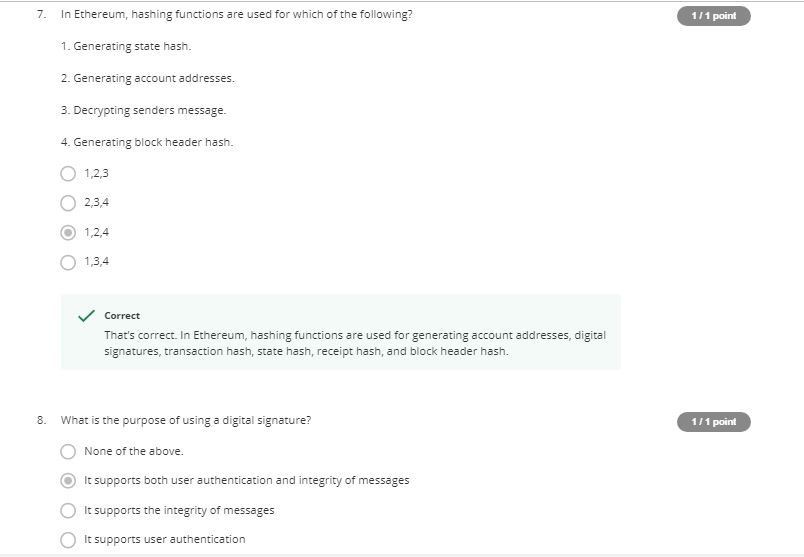 7. In Ethereum, hashing functions are used for which of the following?
1 / 1 point
1. Generating state hash.
2. Generating account addresses.
3. Decrypting senders message.
4. Generating block header hash.
1,2,3
2,3,4
1,2,4
1,3,4
Correct
That's correct. In Ethereum, hashing functions are used for generating account addresses, digital
signatures, transaction hash, state hash, receipt hash, and block header hash.
8. What is the purpose of using a digital signature?
1 / 1 point
None of the above.
It supports both user authentication and integrity of messages
It supports the integrity of messages
It supports user authentication